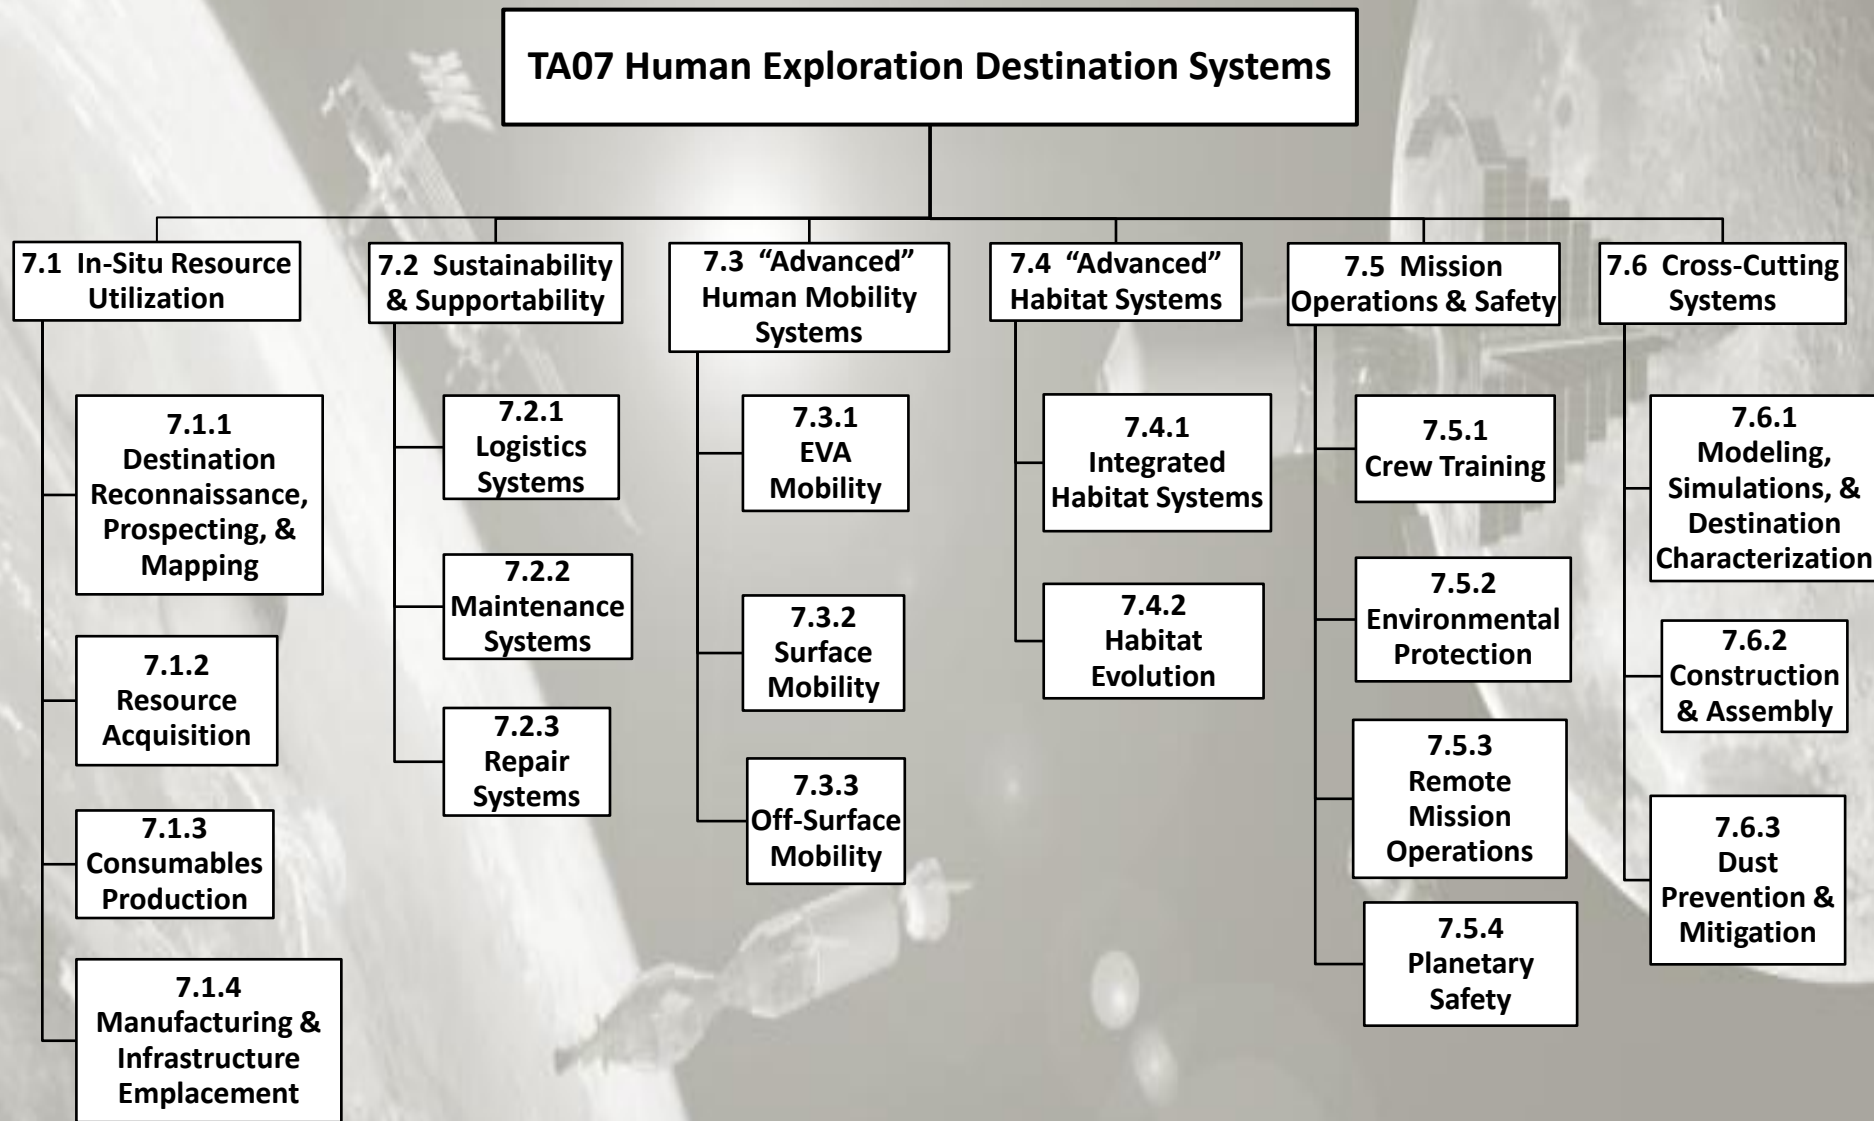 TA07 Human Exploration Destination Systems
7.1 In-Situ Resource
Utilization
7.1.1
Destination
Reconnaissance,
Prospecting, &
Mapping
7.1.2
Resource
Acquisition
7.1.3
Consumables
Production
7.1.4
Manufacturing &
Infrastructure
Emplacement
7.2 Sustainability
& Supportability
7.2.1
Logistics
Systems
7.2.2
Maintenance
Systems
7.2.3
Repair
Systems
7.3 “Advanced”
Human Mobility
Systems
7.3.1
EVA
Mobility
7.3.2
Surface
Mobility
7.3.3
Off-Surface
Mobility
7.4 “Advanced”
Habitat Systems
7.4.1
Integrated
Habitat Systems
7.4.2
Habitat
Evolution
7.5 Mission
Operations & Safety
7.5.1
Crew Training
7.5.2
Environmental
Protection
7.5.3
Remote
Mission
Operations
7.5.4
Planetary
Safety
7.6 Cross-Cutting
Systems
7.6.1
Modeling,
Simulations, &
Destination
Characterization
7.6.2
Construction
& Assembly
7.6.3
Dust
Prevention &
Mitigation